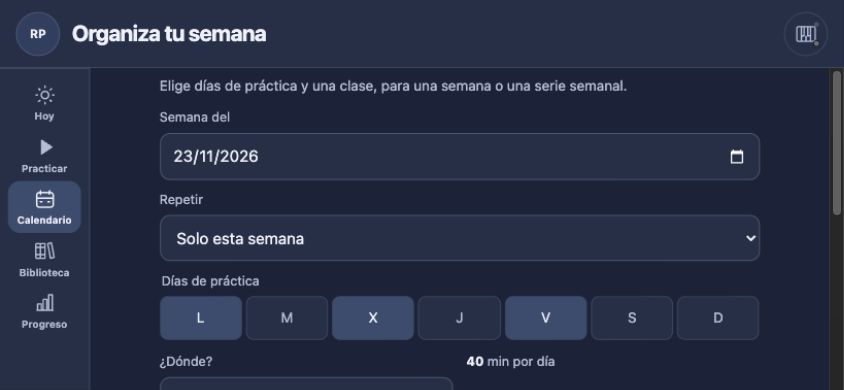 RP
Organiza tu semana
Hoy
Practicar
Calendario
Biblioteca
Progreso
Elige días de práctica y una clase, para una semana o una serie semanal.
Semana del
23/11/2026
Repetir
Solo esta semana
Días de práctica
L M X J V S D
¿Dónde? 40 min por día